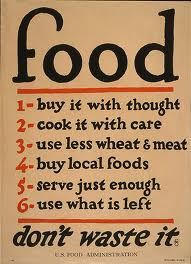 food
1- buy it with thought
2- cook it with care
3- use less wheat & meat
4- buy local foods
5- serve just enough
6- use what is left
don't waste it
U.S. FOOD ADMINISTRATION